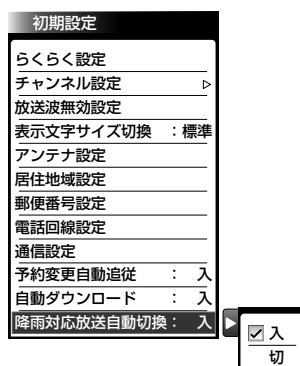 初期設定
らくらく設定
チャンネル設定
放送波無効設定
表示文字サイズ切換 ：標準
アンテナ設定
居住地域設定
郵便番号設定
電話回線設定
通信設定
予約変更自動追従 ： 入
自動ダウンロード ： 入
降雨対応放送自動切換： 入
入
切